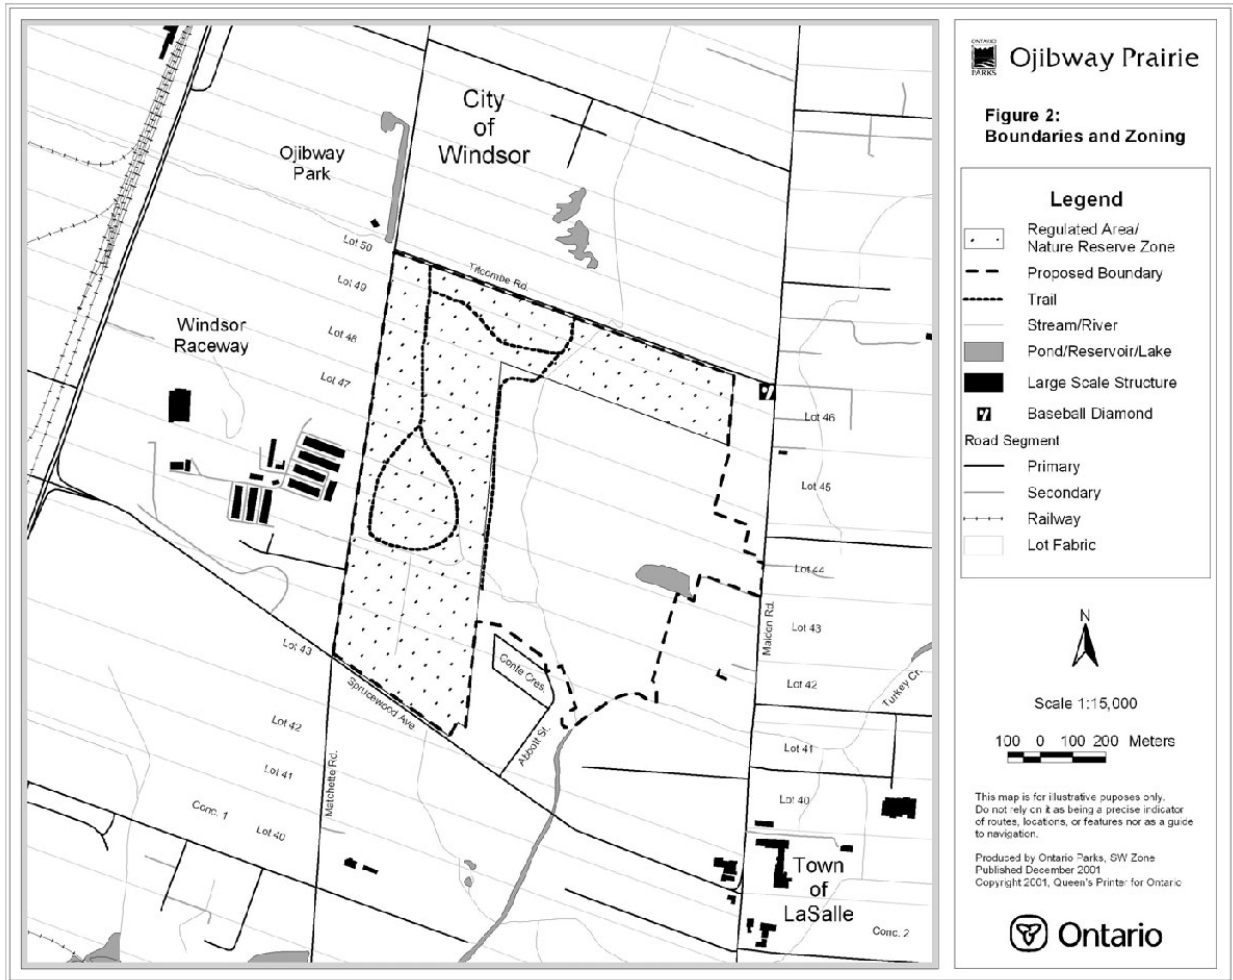 City
of
Windsor
Ojibway
Park
Lot 50
Titcombe Rd.
Lot 49
Windsor
Raceway
Lot 48
Lot 47
Lot 46
Lot 45
Lot 44
Malden Rd.
Lot 43
Lot 43
Conte Cres.
Lot 42
Turkey Cr.
Sprucewood Ave
Lot 42
Abbott St.
Lot 41
Matchette Rd.
Lot 41
Conc. 1
Lot 40
Lot 40
Town
of
LaSalle
Conc. 2
ONTARIO
PARKS
Ojibway Prairie
Figure 2:
Boundaries and Zoning
Legend
Regulated Area/
Nature Reserve Zone
Proposed Boundary
Trail
Stream/River
Pond/Reservoir/Lake
Large Scale Structure
Baseball Diamond
Road Segment
Primary
Secondary
Railway
Lot Fabric
N
Scale 1:15,000
100 0 100 200 Meters
This map is for illustrative puposes only.
Do not rely on it as being a precise indicator
of routes, locations, or features nor as a guide
to navigation.
Produced by Ontario Parks, SW Zone
Published December 2001
Copyright 2001, Queen's Printer for Ontario
Ontario